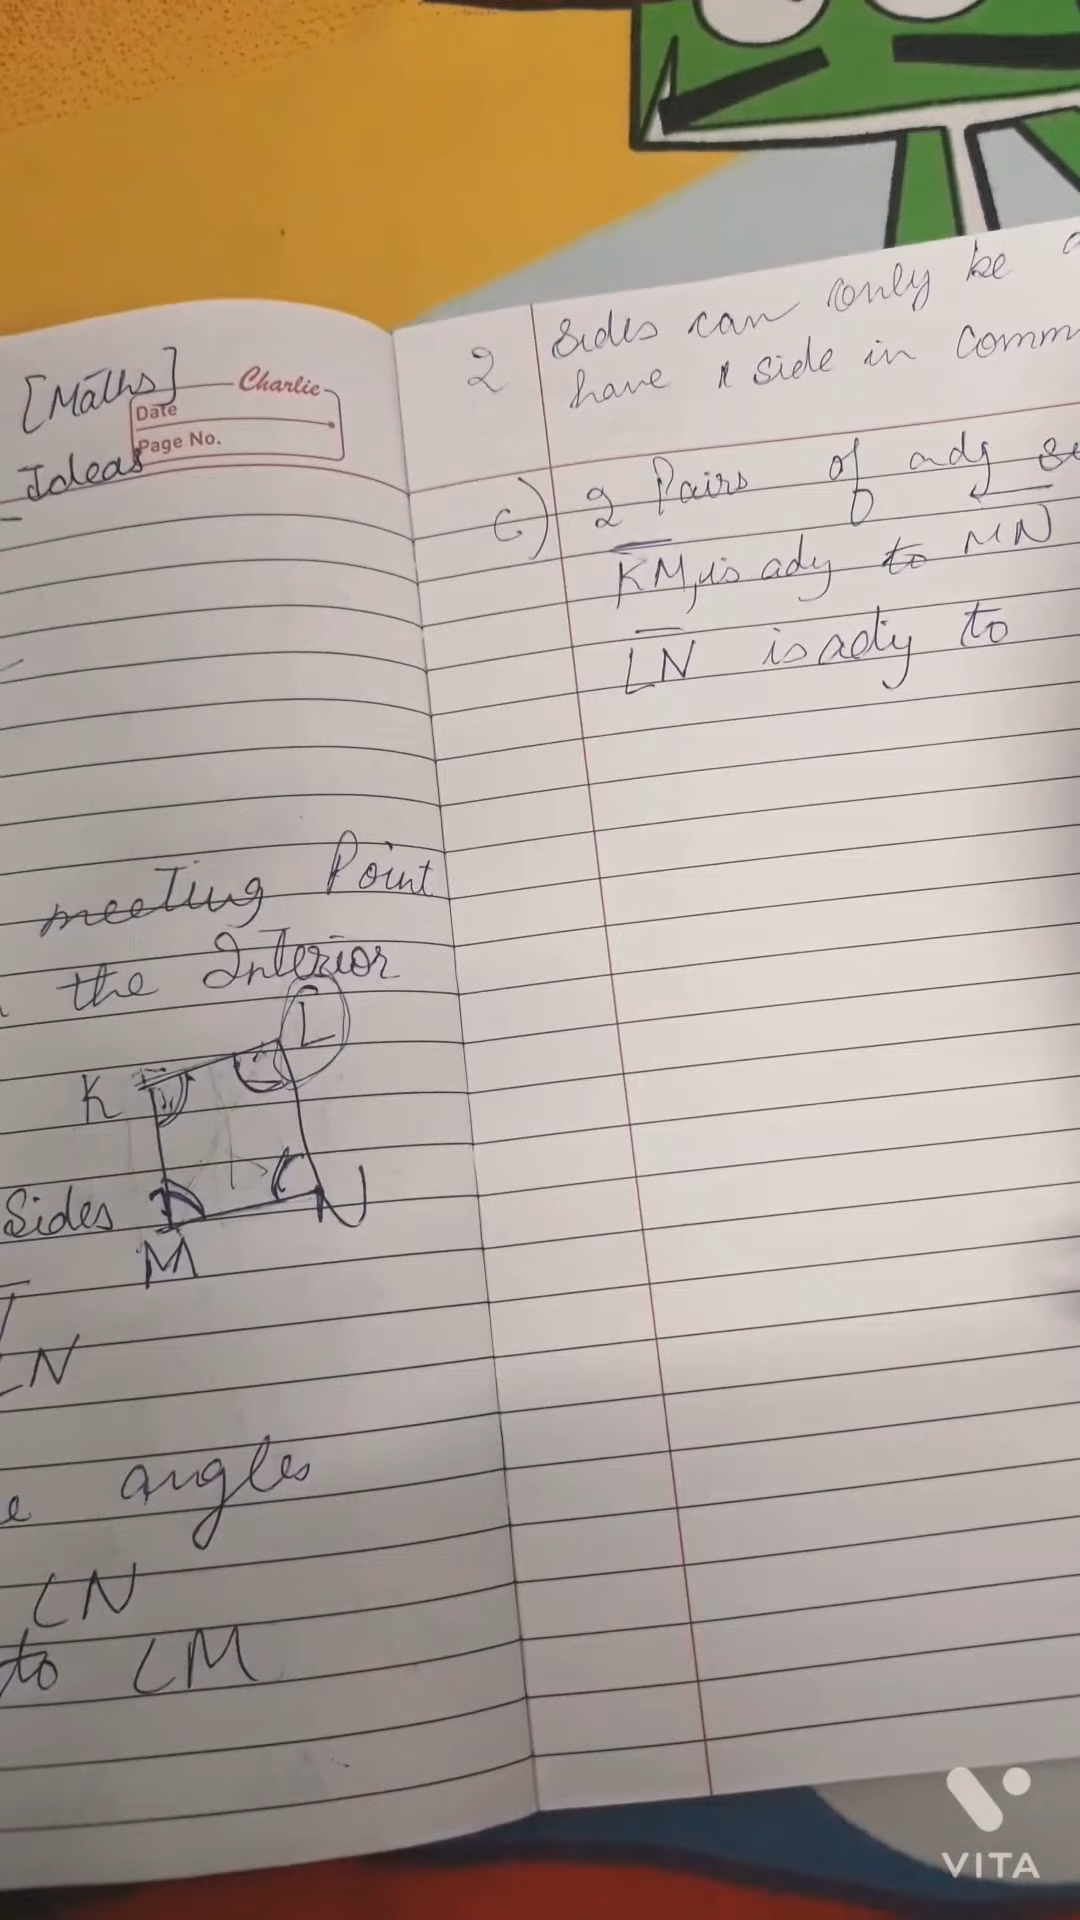 [Maths]
Charlie
Date
Page No.
Ideas
meeting Point
the Interior
L
K
Sides
M
N
LN
angles
∠N
to ∠M
2 Sides can only be
have 1 side in comm
c) 2 Pairs of adj se
KM, is adj to MN
LN is adj to
VITA